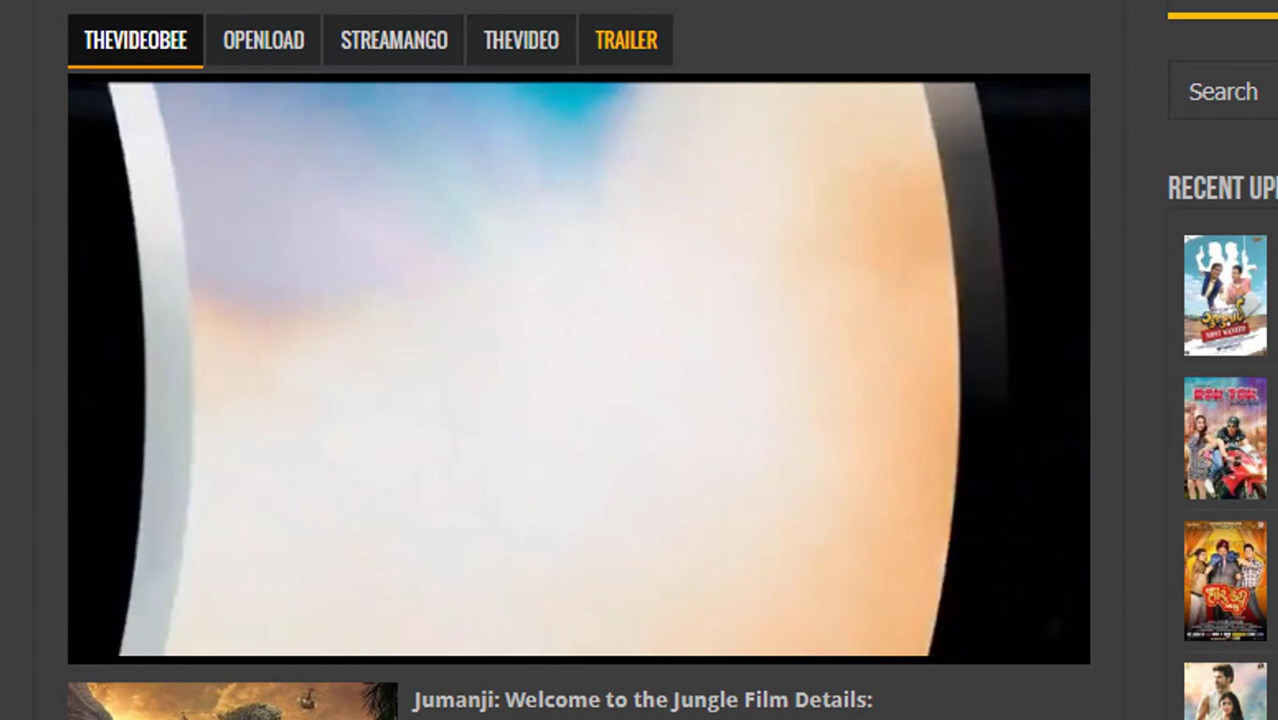 THEVIDEOBEE
OPENLOAD
STREAMANGO
THEVIDEO
TRAILER
Search
RECENT UP
Jumanji: Welcome to the Jungle Film Details: